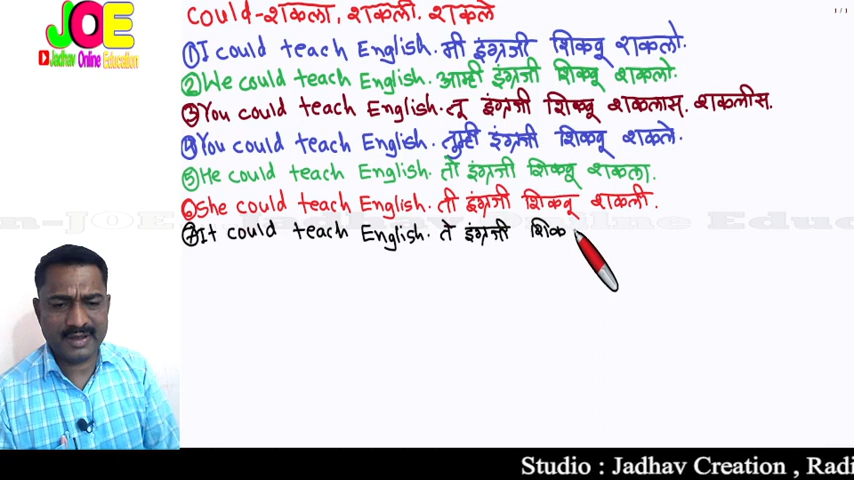 JOE
Jadhav Online Education
1/1
Could-शकला, शकली. शकले
①I could teach English. मी इंग्रजी शिकवू शकलो.
②We could teach English. आम्ही इंग्रजी शिकवू शकलो.
③You could teach English. तू इंग्रजी शिकवू शकलास. शकलीस.
④You could teach English. तुम्ही इंग्रजी शिकवू शकले.
⑤He could teach English. तो इंग्रजी शिकवू शकला.
⑥She could teach English. ती इंग्रजी शिकवू शकली.
⑦It could teach English. ते इंग्रजी शिक
Studio : Jadhav Creation , Radi